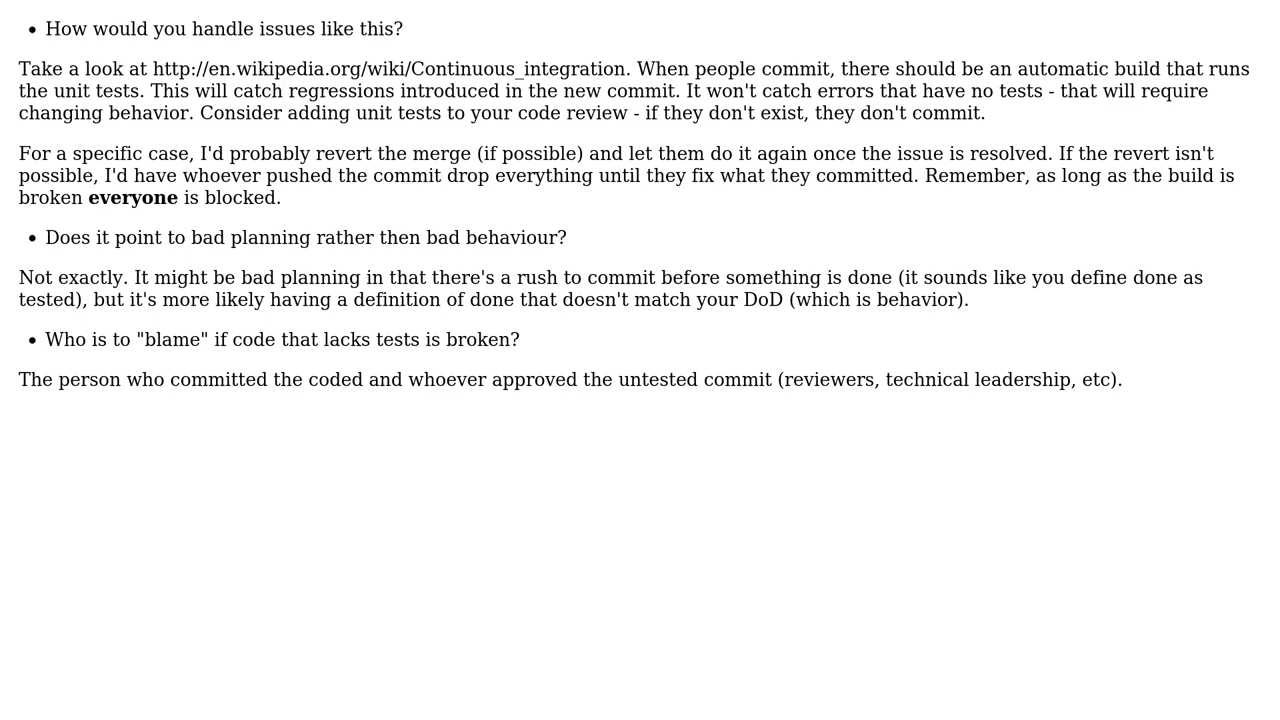 • How would you handle issues like this?
Take a look at http://en.wikipedia.org/wiki/Continuous_integration. When people commit, there should be an automatic build that runs
the unit tests. This will catch regressions introduced in the new commit. It won't catch errors that have no tests - that will require
changing behavior. Consider adding unit tests to your code review - if they don't exist, they don't commit.
For a specific case, I'd probably revert the merge (if possible) and let them do it again once the issue is resolved. If the revert isn't
possible, I'd have whoever pushed the commit drop everything until they fix what they committed. Remember, as long as the build is
broken everyone is blocked.
• Does it point to bad planning rather then bad behaviour?
Not exactly. It might be bad planning in that there's a rush to commit before something is done (it sounds like you define done as
tested), but it's more likely having a definition of done that doesn't match your DoD (which is behavior).
• Who is to "blame" if code that lacks tests is broken?
The person who committed the coded and whoever approved the untested commit (reviewers, technical leadership, etc).